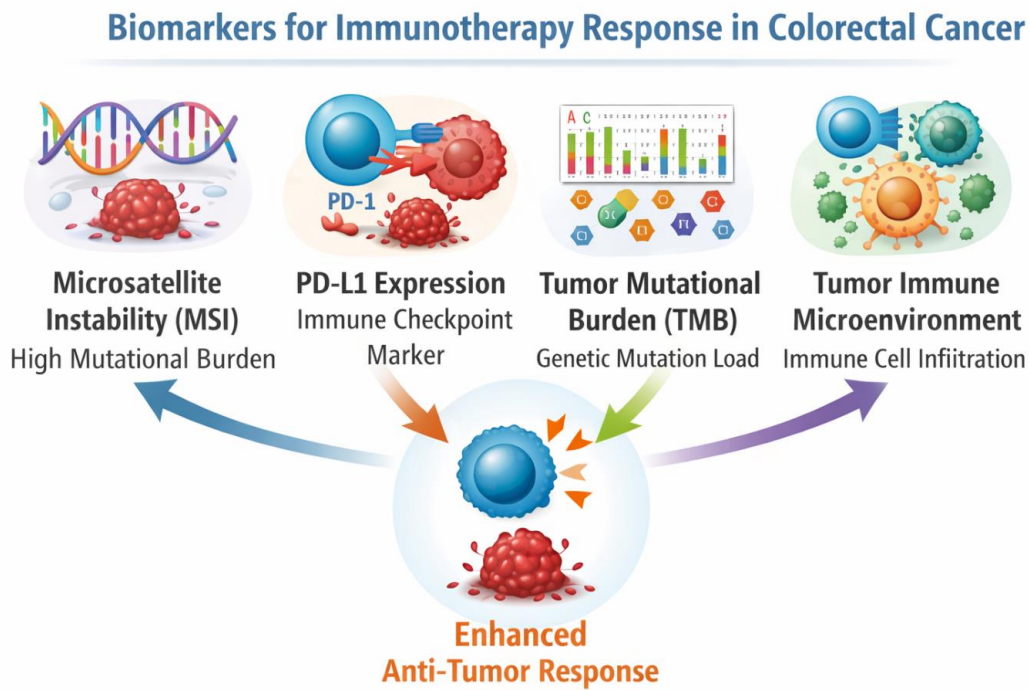 Biomarkers for Immunotherapy Response in Colorectal Cancer
A C
PD-1
Microsatellite
Instability (MSI)
High Mutational Burden
PD-L1 Expression
Immune Checkpoint
Marker
Tumor Mutational
Burden (TMB)
Genetic Mutation Load
Tumor Immune
Microenvironment
Immune Cell Infiitration
Enhanced
Anti-Tumor Response